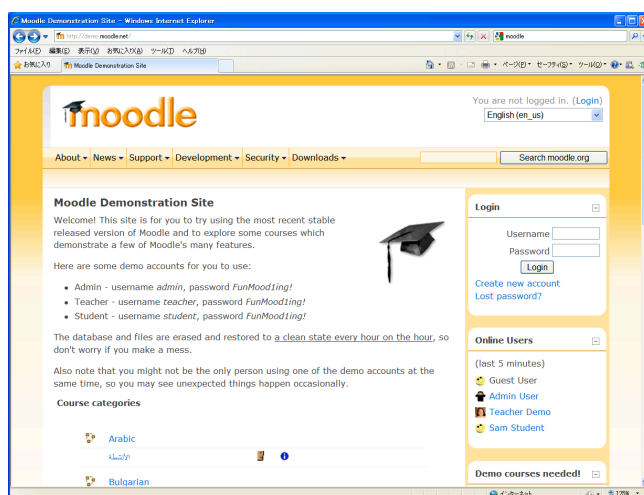 Moodle Demonstration Site - Windows Internet Explorer
http://demo.moodle.net/
moodle
ファイル(F) 編集(E) 表示(V) お気に入り(A) ツール(T) ヘルプ(H)
お気に入り Moodle Demonstration Site
ページ(P) セーフティ(S) ツール(O)
moodle
You are not logged in. (Login)
English (en_us)
About News Support Development Security Downloads
Search moodle.org
Moodle Demonstration Site
Welcome! This site is for you to try using the most recent stable
released version of Moodle and to explore some courses which
demonstrate a few of Moodle's many features.
Here are some demo accounts for you to use:
Admin - username admin, password FunMood1ing!
Teacher - username teacher, password FunMood1ing!
Student - username student, password FunMood1ing!
The database and files are erased and restored to a clean state every hour on the hour, so
don't worry if you make a mess.
Also note that you might not be the only person using one of the demo accounts at the
same time, so you may see unexpected things happen occasionally.
Course categories
Arabic
Bulgarian
Login
Username
Password
Login
Create new account
Lost password?
Online Users
(last 5 minutes)
Guest User
Admin User
Teacher Demo
Sam Student
Demo courses needed!
インターネット
125%